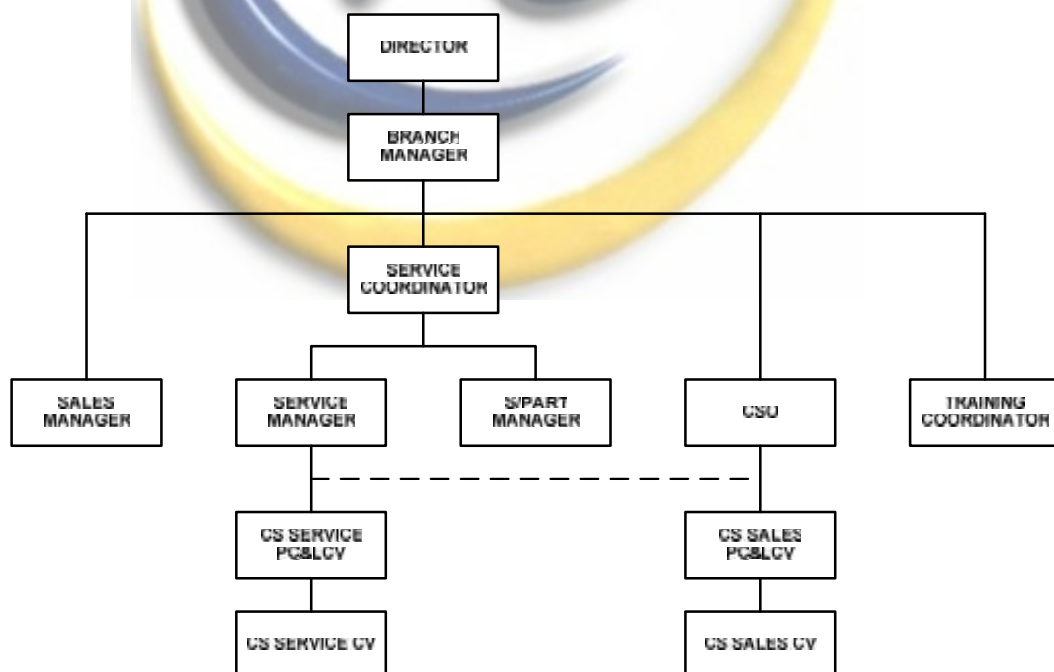 DIRECTOR
BRANCH
MANAGER
SERVICE
COORDINATOR
SALES
MANAGER
SERVICE
MANAGER
S/PART
MANAGER
CSO
TRAINING
COORDINATOR
CS SERVICE
PC&LCV
CS SALES
PC&LCV
CS SERVICE CV
CS SALES CV